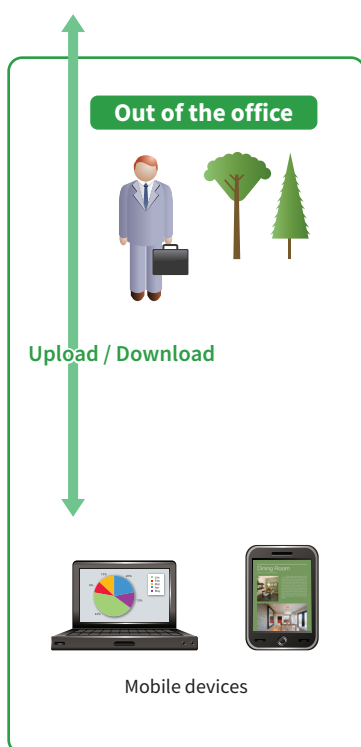 Out of the office
Upload / Download
Dining Room
Mobile devices